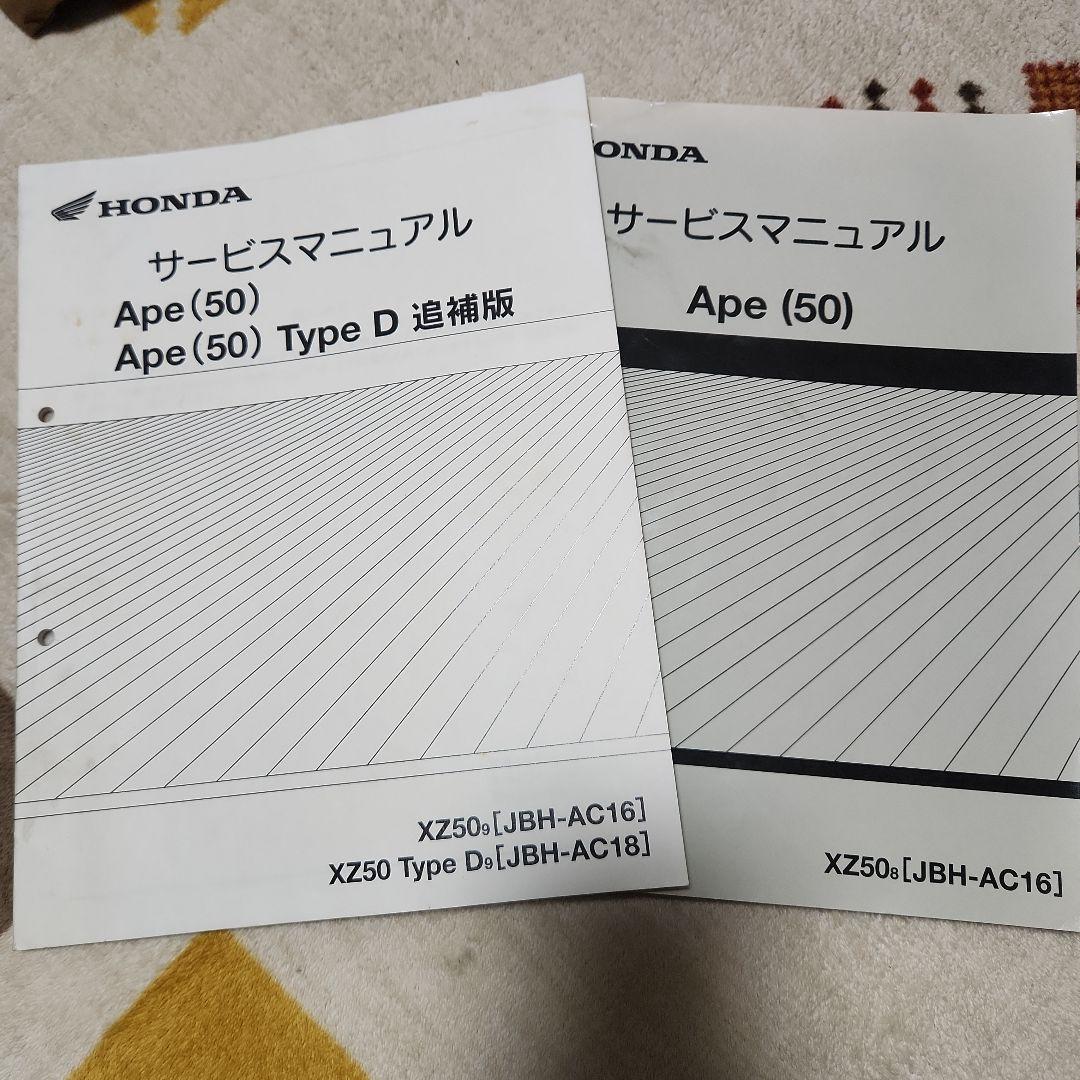 HONDA
サービスマニュアル
Ape(50)
Ape(50) Type D 追補版
XZ509[JBH-AC16]
XZ50 Type D9[JBH-AC18]
ONDA
サービスマニュアル
Ape (50)
XZ508[JBH-AC16]